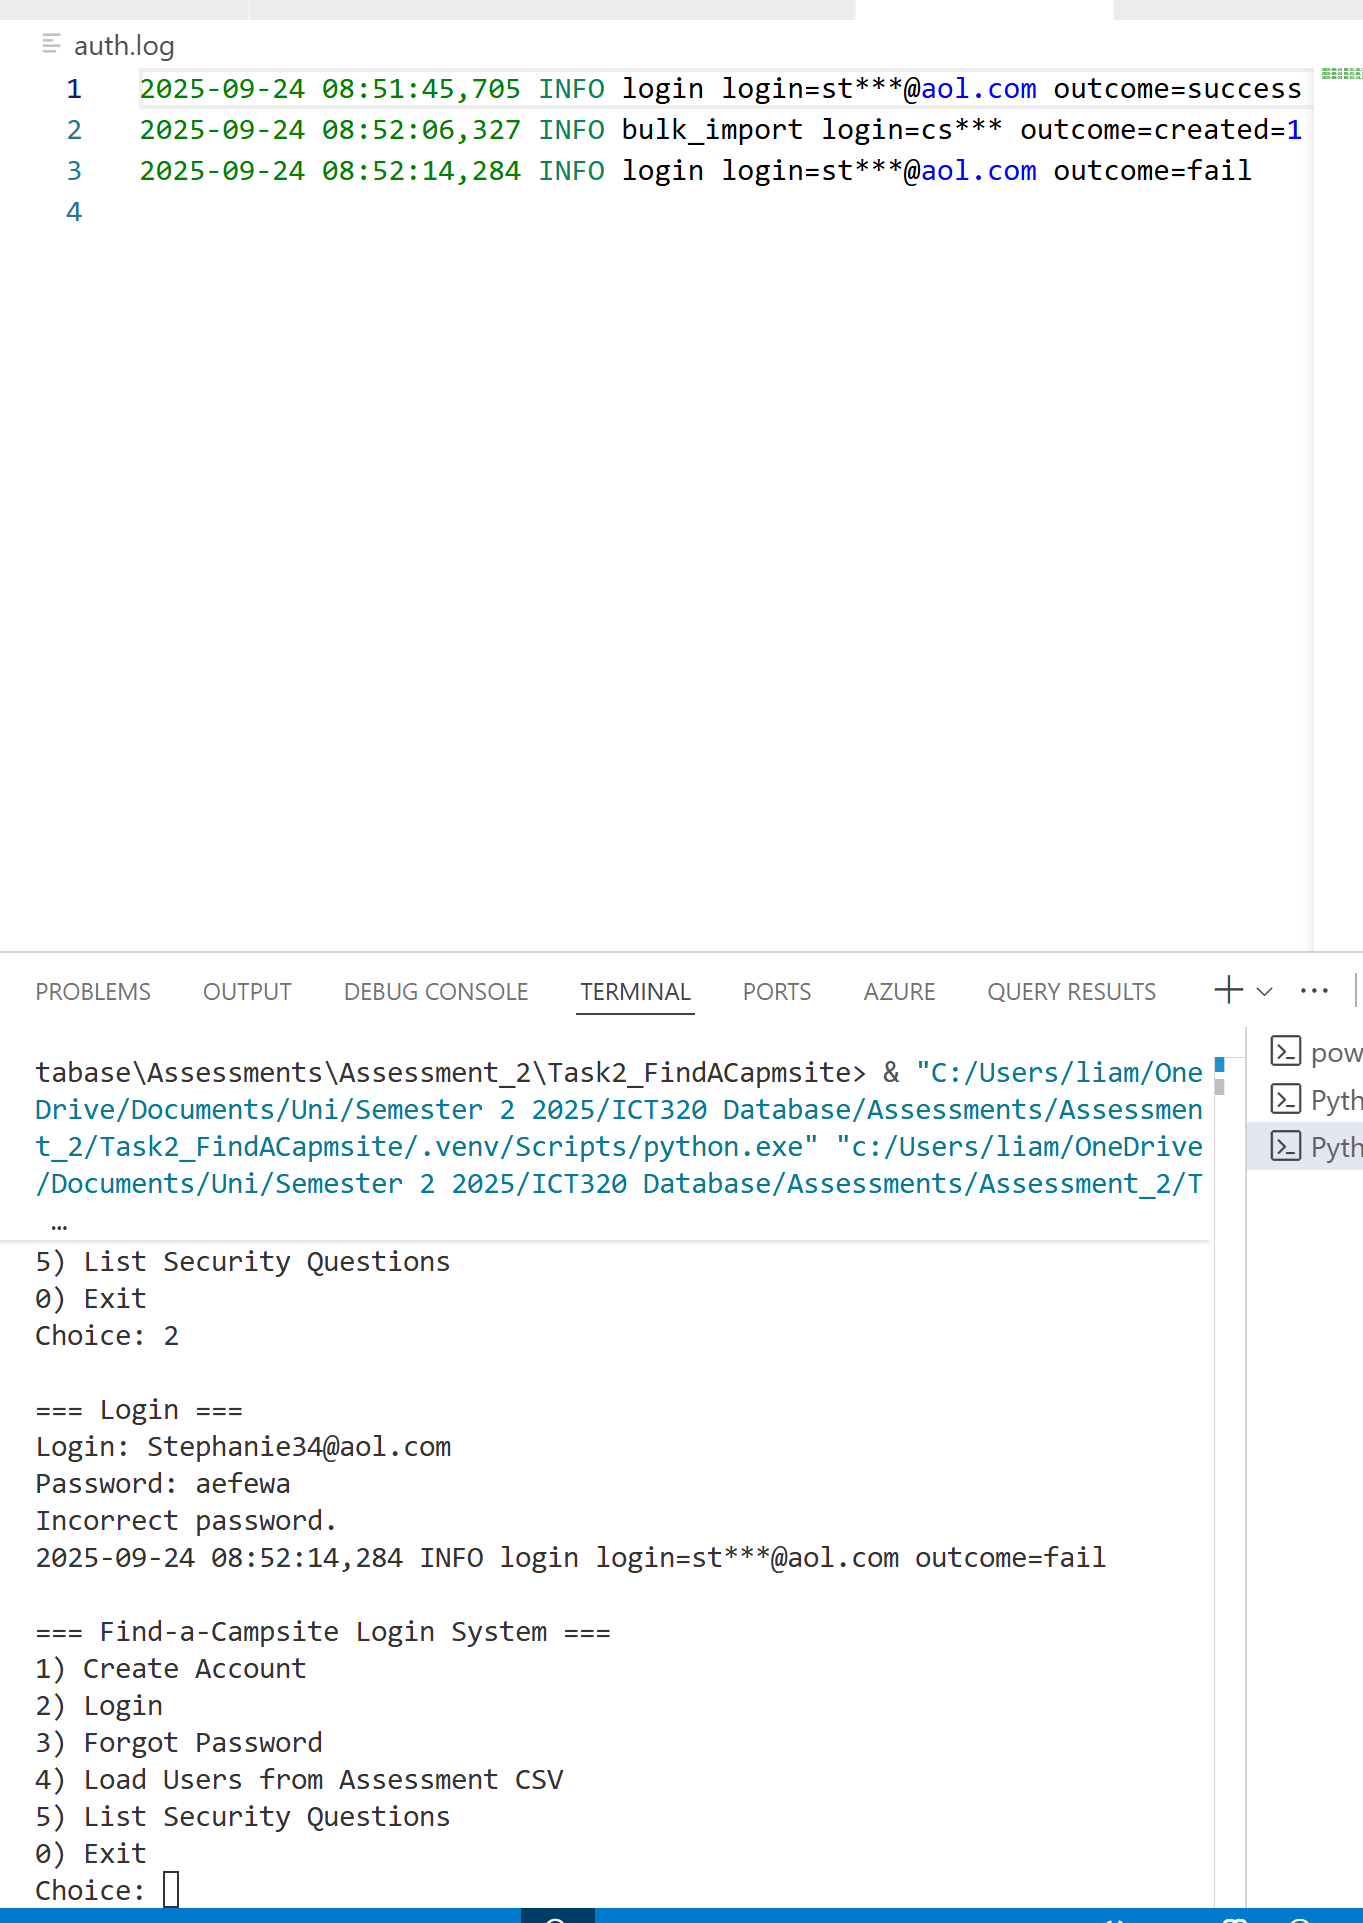 auth.log
1 2025-09-24 08:51:45,705 INFO login login=st***@aol.com outcome=success
2 2025-09-24 08:52:06,327 INFO bulk_import login=cs*** outcome=created=1
3 2025-09-24 08:52:14,284 INFO login login=st***@aol.com outcome=fail
4
PROBLEMS OUTPUT DEBUG CONSOLE TERMINAL PORTS AZURE QUERY RESULTS
pow
Pyth
Pyth
tabase\Assessments\Assessment_2\Task2_FindACapmsite> & "C:/Users/liam/One
Drive/Documents/Uni/Semester 2 2025/ICT320 Database/Assessments/Assessmen
t_2/Task2_FindACapmsite/.venv/Scripts/python.exe" "c:/Users/liam/OneDrive
/Documents/Uni/Semester 2 2025/ICT320 Database/Assessments/Assessment_2/T
…
5) List Security Questions
0) Exit
Choice: 2
=== Login ===
Login: Stephanie34@aol.com
Password: aefewa
Incorrect password.
2025-09-24 08:52:14,284 INFO login login=st***@aol.com outcome=fail
=== Find-a-Campsite Login System ===
1) Create Account
2) Login
3) Forgot Password
4) Load Users from Assessment CSV
5) List Security Questions
0) Exit
Choice: